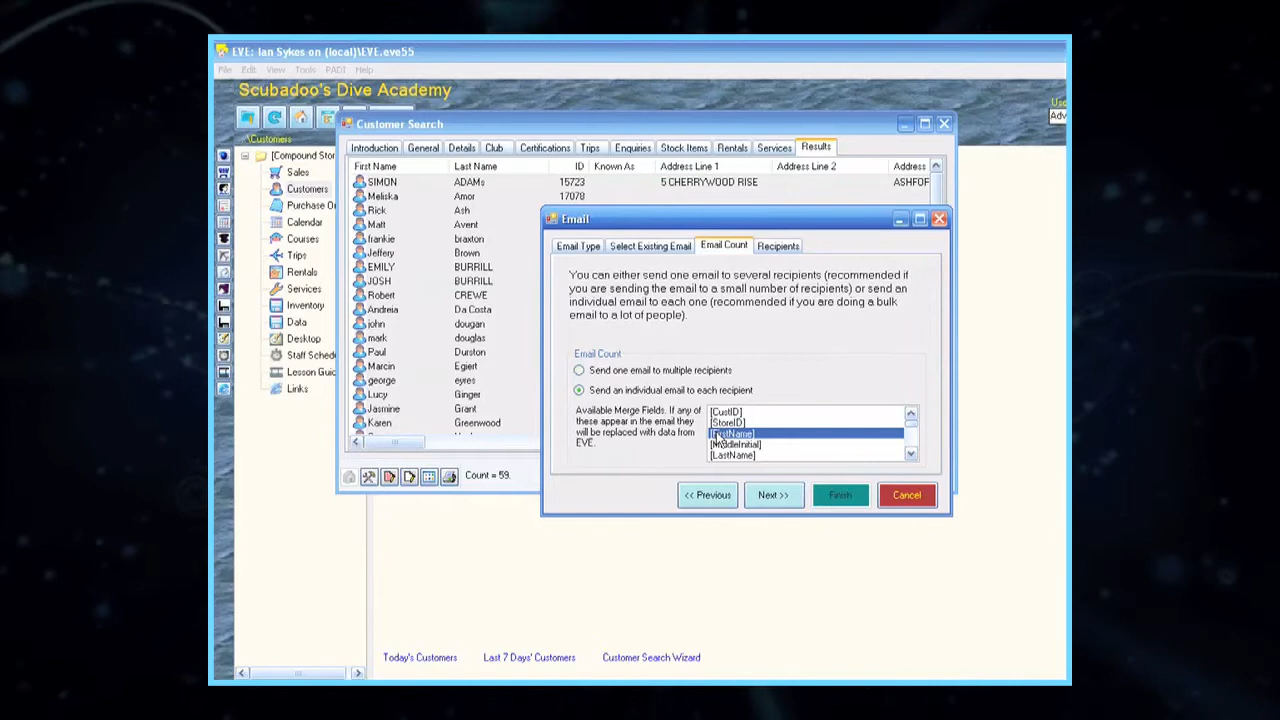 EVE: Ian Sykes on (local)\EVE.eve55
File Edit View Tools PADI Help
Scubadoo's Dive Academy
\Customers
[Compound Stor
Sales
Customers
Purchase Or
Calendar
Courses
Trips
Rentals
Services
Inventory
Data
Desktop
Staff Schedu
Lesson Guid
Links
Use
Adv
Customer Search
Introduction General Details Club Certifications Trips Enquiries Stock Items Rentals Services Results
First Name Last Name ID Known As Address Line 1 Address Line 2 Address
SIMON ADAMs 15723 5 CHERRYWOOD RISE ASHFOF
Meliska Amor 17078
Rick Ash
Matt Avent
frankie braxton
Jeffery Brown
EMILY BURRILL
JOSH BURRILL
Robert CREWE
Andreia Da Costa
john dougan
mark douglas
Paul Durston
Marcin Egiert
george eyres
Lucy Ginger
Jasmine Grant
Karen Greenwood
Count = 59.
Email
Email Type Select Existing Email Email Count Recipients
You can either send one email to several recipients (recommended if
you are sending the email to a small number of recipients) or send an
individual email to each one (recommended if you are doing a bulk
email to a lot of people).
Email Count
Send one email to multiple recipients
Send an individual email to each recipient
Available Merge Fields. If any of
these appear in the email they
will be replaced with data from
EVE.
[CustID]
[StoreID]
[FirstName]
[MiddleInitial]
[LastName]
<< Previous Next >> Finish Cancel
Today's Customers Last 7 Days' Customers Customer Search Wizard